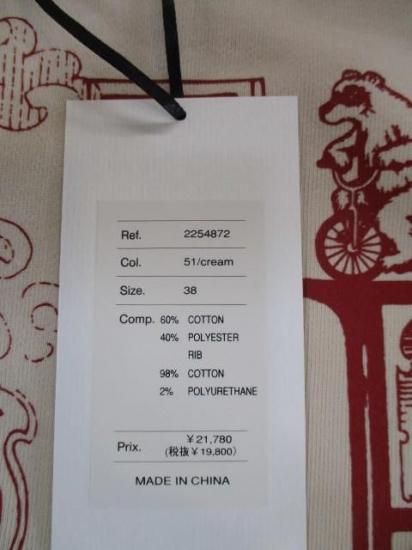 Ref. 2254872
Col. 51/cream
Size. 38
Comp. 60% COTTON
40% POLYESTER
RIB
98% COTTON
2% POLYURETHANE
Prix. ¥21,780
(税抜¥19,800)
MADE IN CHINA